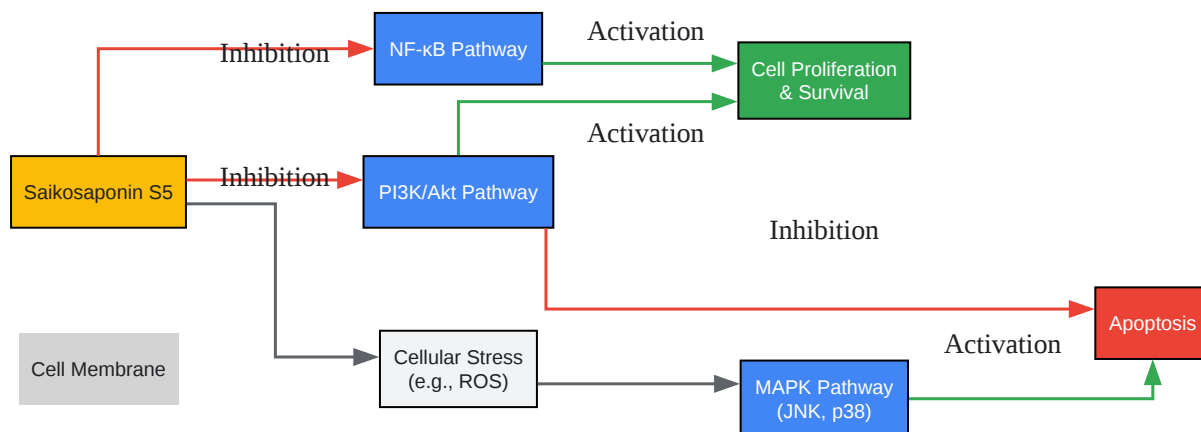 Activation
Inhibition
NF-κB Pathway
Cell Proliferation
& Survival
Activation
Saikosaponin S5
Inhibition
PI3K/Akt Pathway
Inhibition
Apoptosis
Activation
Cell Membrane
Cellular Stress
(e.g., ROS)
MAPK Pathway
(JNK, p38)